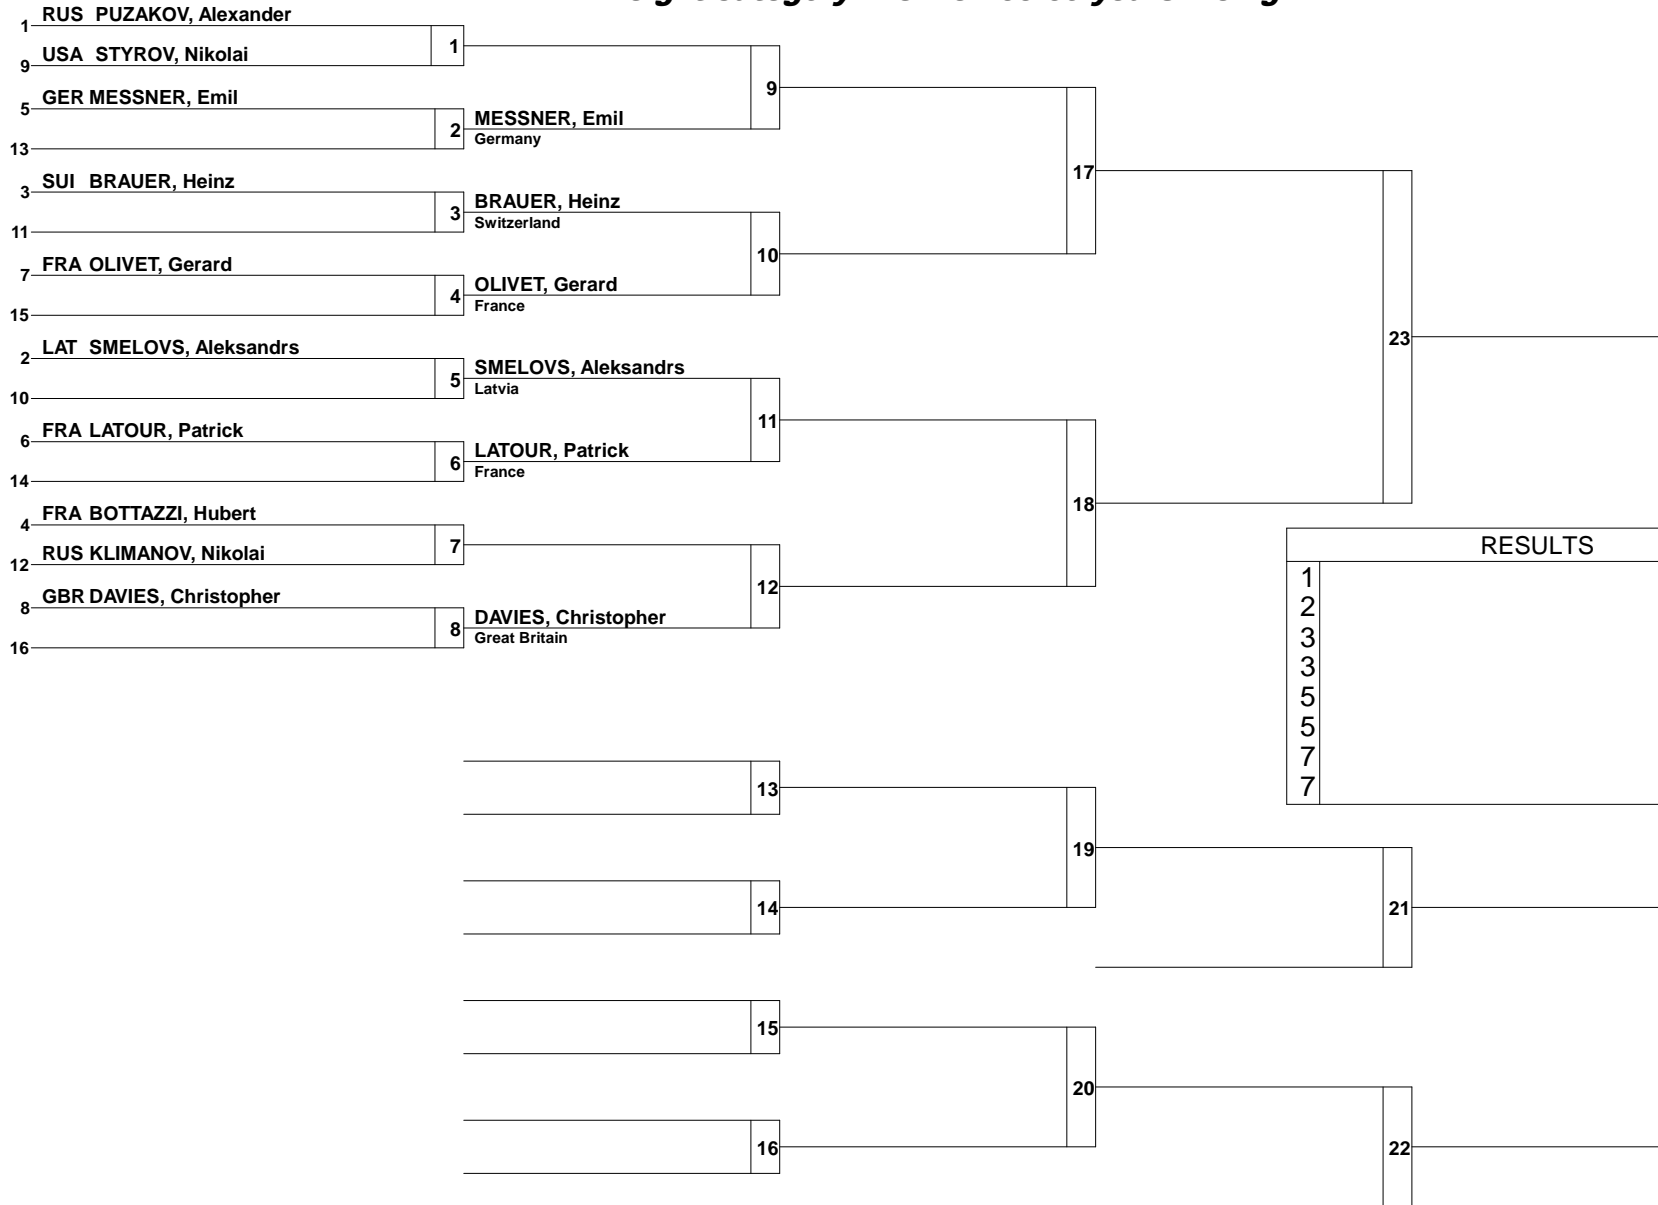 1 RUS PUZAKOV, Alexander
9 USA STYROV, Nikolai
1
5 GER MESSNER, Emil
13
2 MESSNER, Emil
Germany
9
3 SUI BRAUER, Heinz
11
3 BRAUER, Heinz
Switzerland
7 FRA OLIVET, Gerard
15
4 OLIVET, Gerard
France
10
17
2 LAT SMELOVS, Aleksandrs
10
5 SMELOVS, Aleksandrs
Latvia
6 FRA LATOUR, Patrick
14
6 LATOUR, Patrick
France
11
4 FRA BOTTAZZI, Hubert
12 RUS KLIMANOV, Nikolai
7
8 GBR DAVIES, Christopher
16
8 DAVIES, Christopher
Great Britain
12
18
23
RESULTS
1
2
3
3
5
5
7
7
13
14
19
21
15
16
20
22